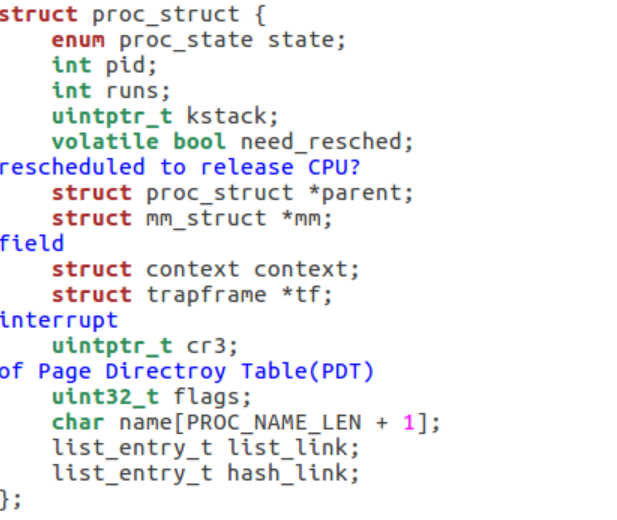 struct proc_struct {
    enum proc_state state;
    int pid;
    int runs;
    uintptr_t kstack;
    volatile bool need_resched;
rescheduled to release CPU?
    struct proc_struct *parent;
    struct mm_struct *mm;
field
    struct context context;
    struct trapframe *tf;
interrupt
    uintptr_t cr3;
of Page Directroy Table(PDT)
    uint32_t flags;
    char name[PROC_NAME_LEN + 1];
    list_entry_t list_link;
    list_entry_t hash_link;
};